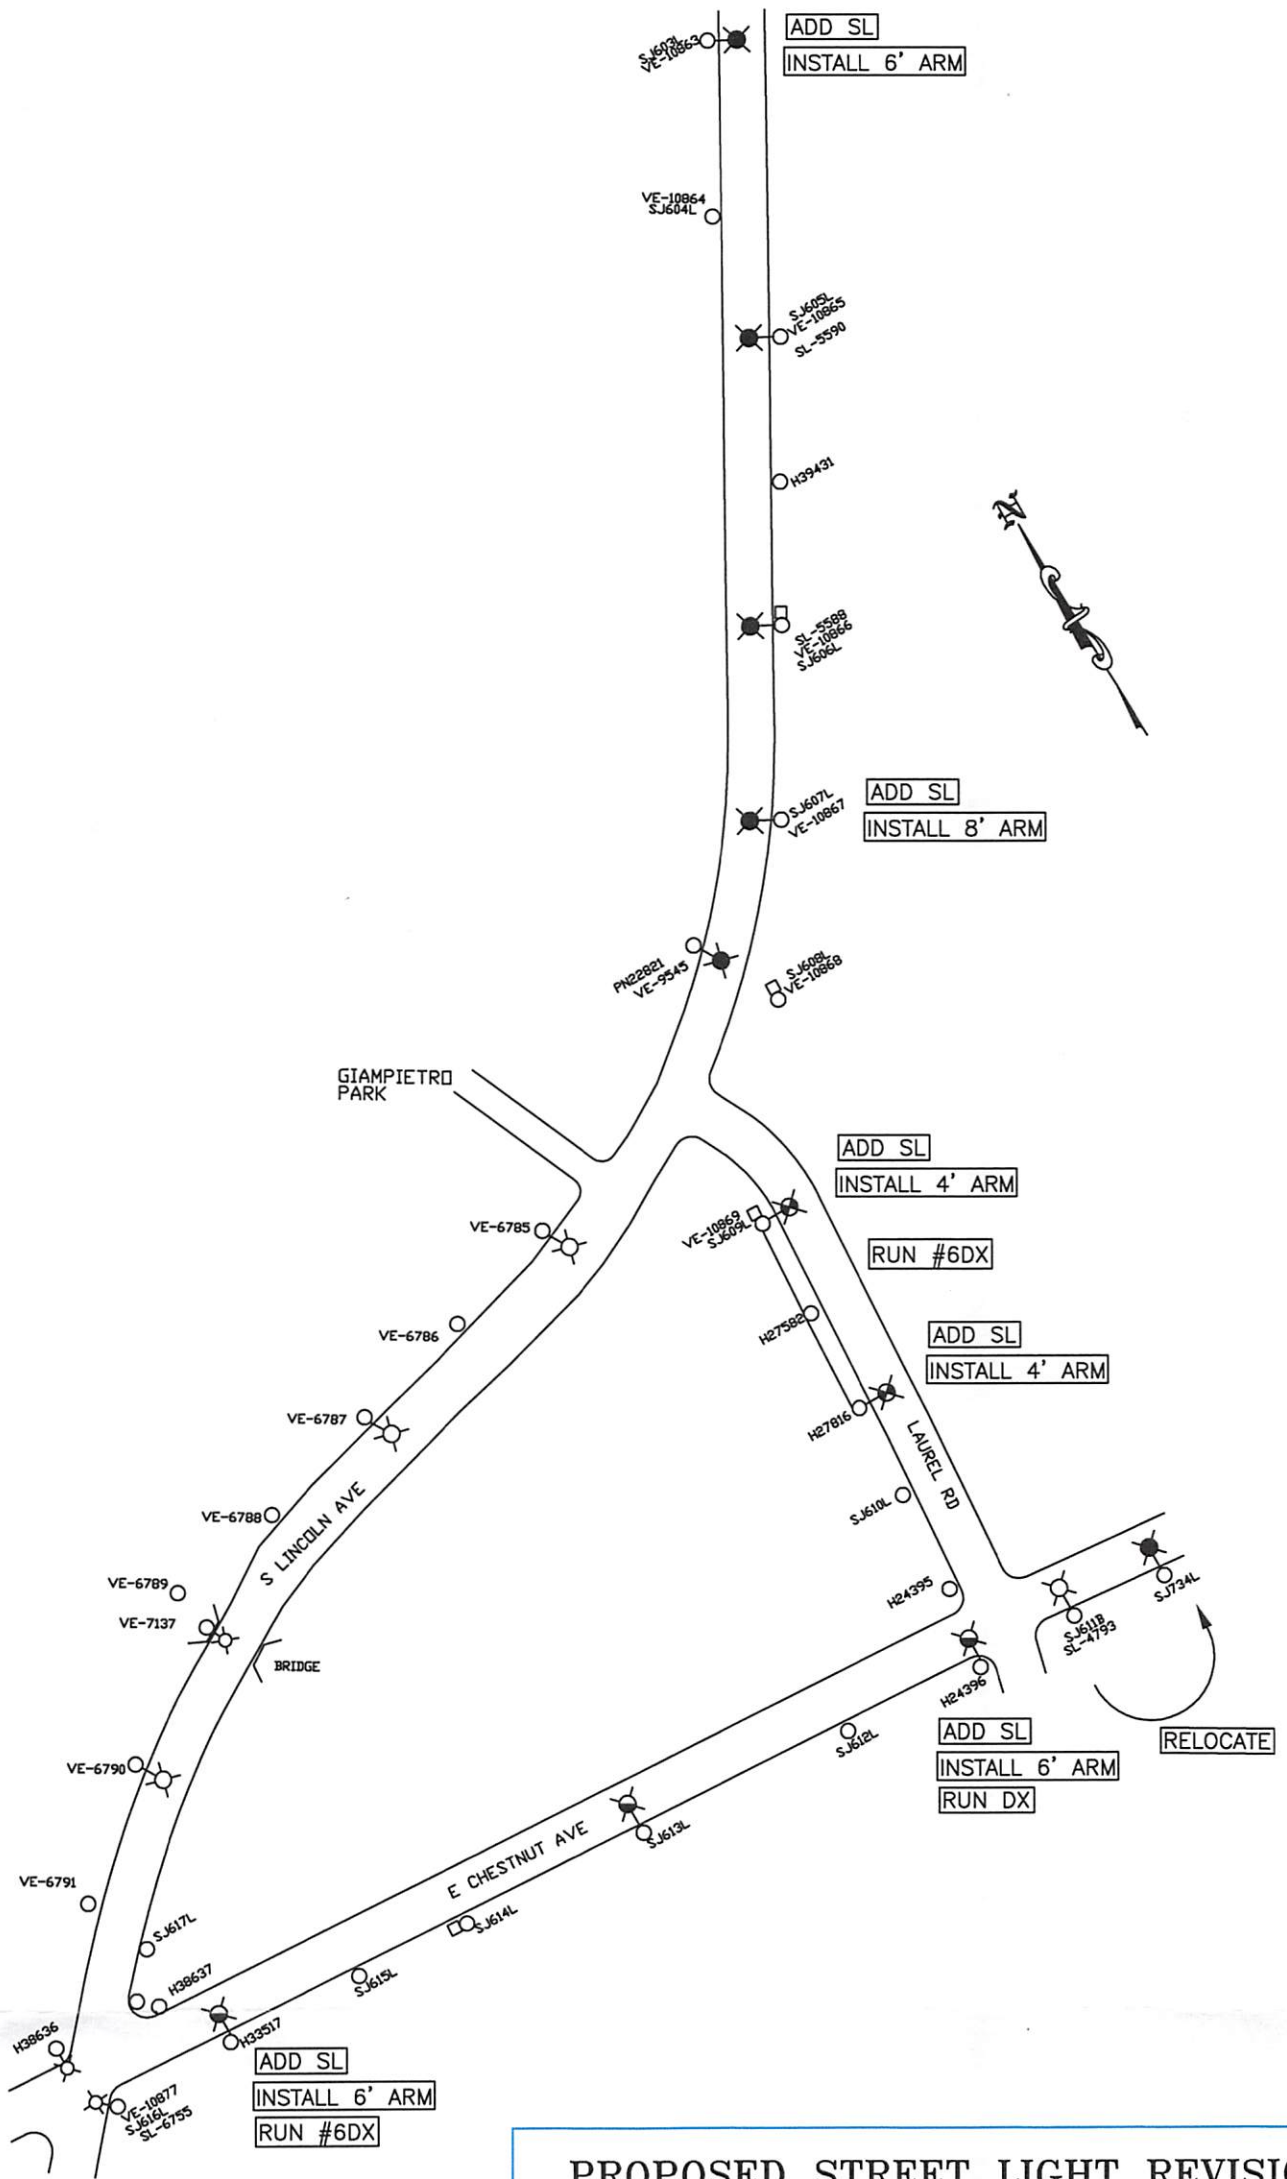 SJ603L
VE-10863
ADD SL
INSTALL 6' ARM
VE-10864
SJ604L
SJ605L
VE-10865
SL-5590
H39431
N
SL-5588
VE-10866
SJ606L
SJ607L
VE-10867
ADD SL
INSTALL 8' ARM
PN22821
VE-9545
SJ608L
VE-10868
GIAMPIETRO
PARK
ADD SL
INSTALL 4' ARM
VE-10869
SJ609L
VE-6785
RUN #6DX
H27582
VE-6786
ADD SL
INSTALL 4' ARM
H27816
VE-6787
LAUREL RD
SJ610L
VE-6788
S LINCOLN AVE
VE-6789
VE-7137
H24395
SJ734L
SJ611B
SL-4793
BRIDGE
H24396
ADD SL
INSTALL 6' ARM
RUN DX
RELOCATE
SJ612L
VE-6790
SJ613L
E CHESTNUT AVE
VE-6791
SJ614L
SJ617L
SJ615L
H38637
H38636
H33517
ADD SL
INSTALL 6' ARM
RUN #6DX
VE-10877
SJ616L
SL-6755
PROPOSED STREET LIGHT REVISIO